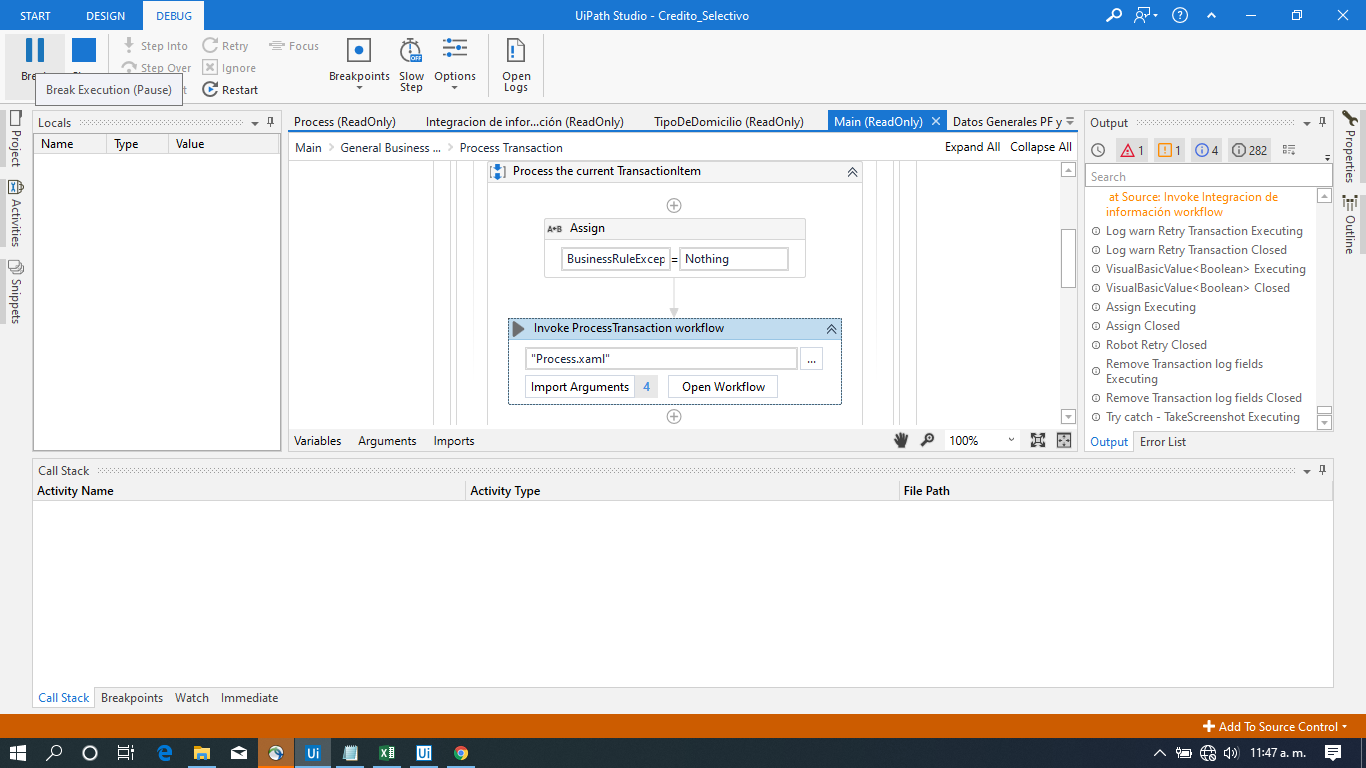 START DESIGN DEBUG UiPath Studio - Credito_Selectivo
Step Into Retry Focus
Step Over Ignore
Restart
Breakpoints
Slow Step
Options
Open Logs
Break Execution (Pause)
Locals
Name Type Value
Project
Activities
Snippets
Process (ReadOnly) Integracion de infor...ción (ReadOnly) TipoDeDomicilio (ReadOnly) Main (ReadOnly) Datos Generales PF y
Main General Business ... Process Transaction Expand All Collapse All
Process the current TransactionItem
A*B Assign
BusinessRuleExcep = Nothing
Invoke ProcessTransaction workflow
"Process.xaml" ...
Import Arguments 4 Open Workflow
Variables Arguments Imports 100%
Output
1 1 4 282
Search
at Source: Invoke Integracion de
información workflow
Log warn Retry Transaction Executing
Log warn Retry Transaction Closed
VisualBasicValue<Boolean> Executing
VisualBasicValue<Boolean> Closed
Assign Executing
Assign Closed
Robot Retry Closed
Remove Transaction log fields
Executing
Remove Transaction log fields Closed
Try catch - TakeScreenshot Executing
Output Error List
Properties
Outline
Call Stack
Activity Name Activity Type File Path
Call Stack Breakpoints Watch Immediate
Add To Source Control
Ui Ui 11:47 a. m.